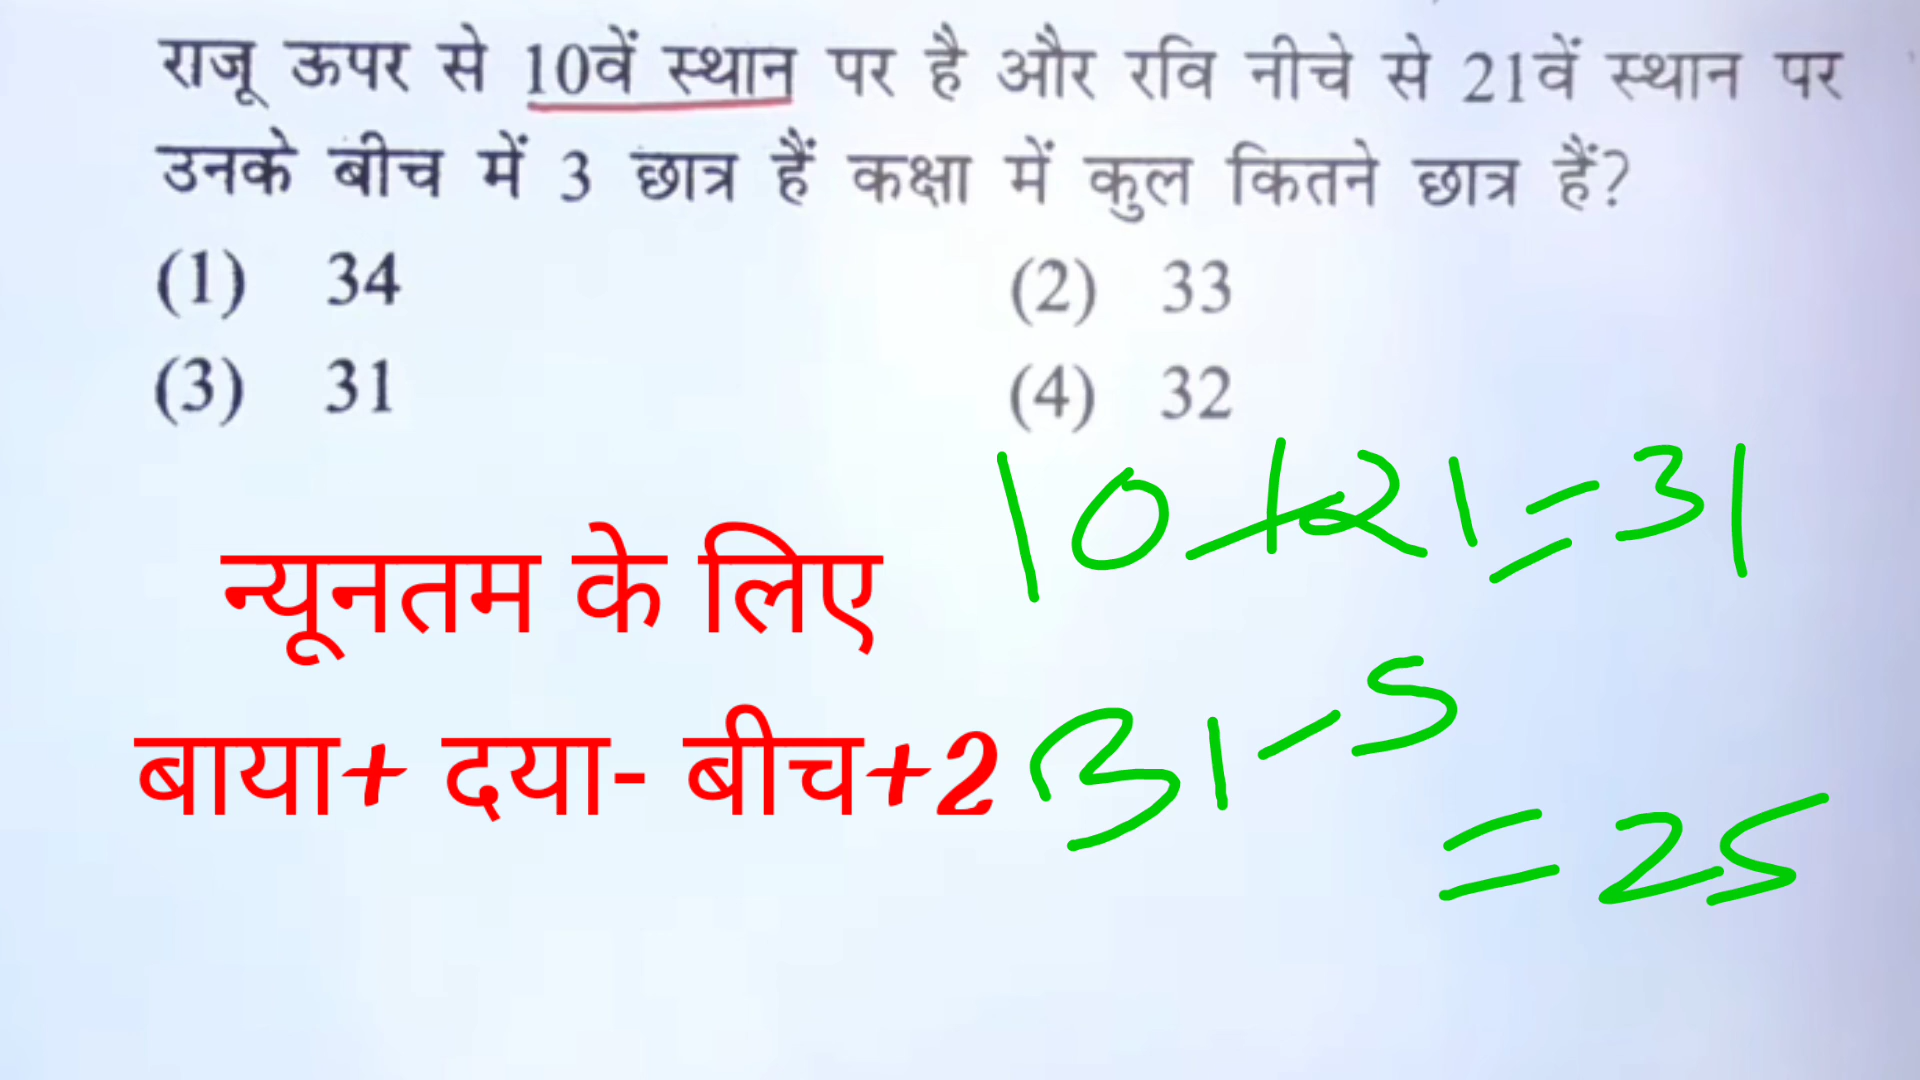 राजू ऊपर से 10वें स्थान पर है और रवि नीचे से 21वें स्थान पर
उनके बीच में 3 छात्र हैं कक्षा में कुल कितने छात्र हैं?
(1) 34 (2) 33
(3) 31 (4) 32
10+21=31
न्यूनतम के लिए
बाया+ दया- बीच+2
31-5
=25